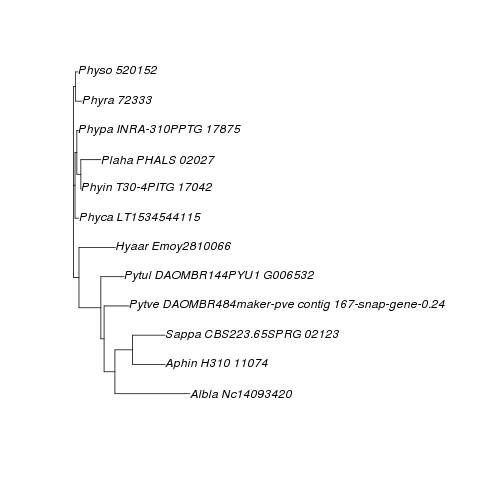 Physo 520152
Phyra 72333
Phypa INRA-310PPTG 17875
Plaha PHALS 02027
Phyin T30-4PITG 17042
Phyca LT1534544115
Hyaar Emoy2810066
Pytul DAOMBR144PYU1 G006532
Pytve DAOMBR484maker-pve contig 167-snap-gene-0.24
Sappa CBS223.65SPRG 02123
Aphin H310 11074
Albla Nc14093420